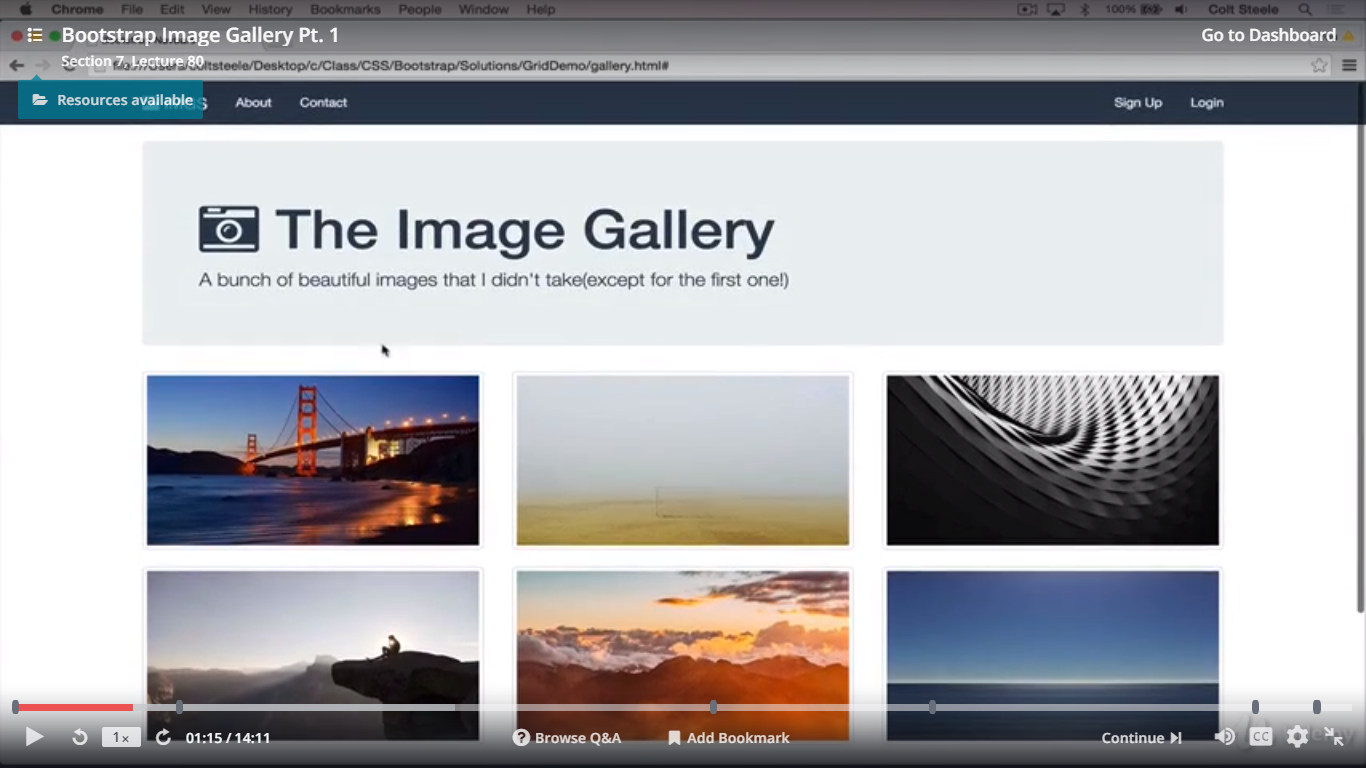 Chrome File Edit View History Bookmarks People Window Help 100% Colt Steele
Bootstrap Image Gallery Pt. 1
Go to Dashboard
Section 7, Lecture 80
steele/Desktop/c/Class/CSS/Bootstrap/Solutions/GridDemo/gallery.html#
Resources available
About Contact Sign Up Login
The Image Gallery
A bunch of beautiful images that I didn't take(except for the first one!)
1x 01:15 / 14:11 Browse Q&A Add Bookmark Continue CC